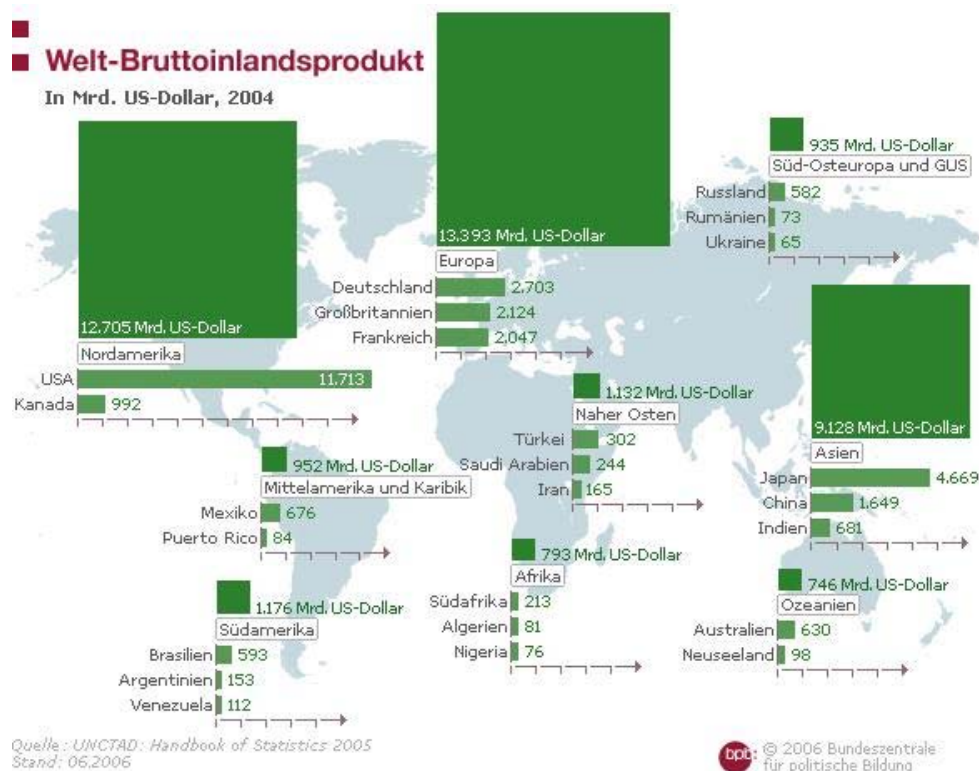 Welt-Bruttoinlandsprodukt
In Mrd. US-Dollar, 2004
12.705 Mrd. US-Dollar
Nordamerika
USA 11.713
Kanada 992
13.393 Mrd. US-Dollar
Europa
Deutschland 2.703
Großbritannien 2.124
Frankreich 2,047
935 Mrd. US-Dollar
Süd-Osteuropa und GUS
Russland 582
Rumänien 73
Ukraine 65
1.132 Mrd. US-Dollar
Naher Osten
Türkei 302
Saudi Arabien 244
Iran 165
9.128 Mrd. US-Dollar
Asien
Japan 4.669
China 1.649
Indien 681
952 Mrd. US-Dollar
Mittelamerika und Karibik
Mexiko 676
Puerto Rico 84
793 Mrd. US-Dollar
Afrika
Südafrika 213
Algerien 81
Nigeria 76
746 Mrd. US-Dollar
Ozeanien
Australien 630
Neuseeland 98
1.176 Mrd. US-Dollar
Südamerika
Brasilien 593
Argentinien 153
Venezuela 112
Quelle: UNCTAD: Handbook of Statistics 2005
Stand: 06.2006
bpb: © 2006 Bundeszentrale
für politische Bildung